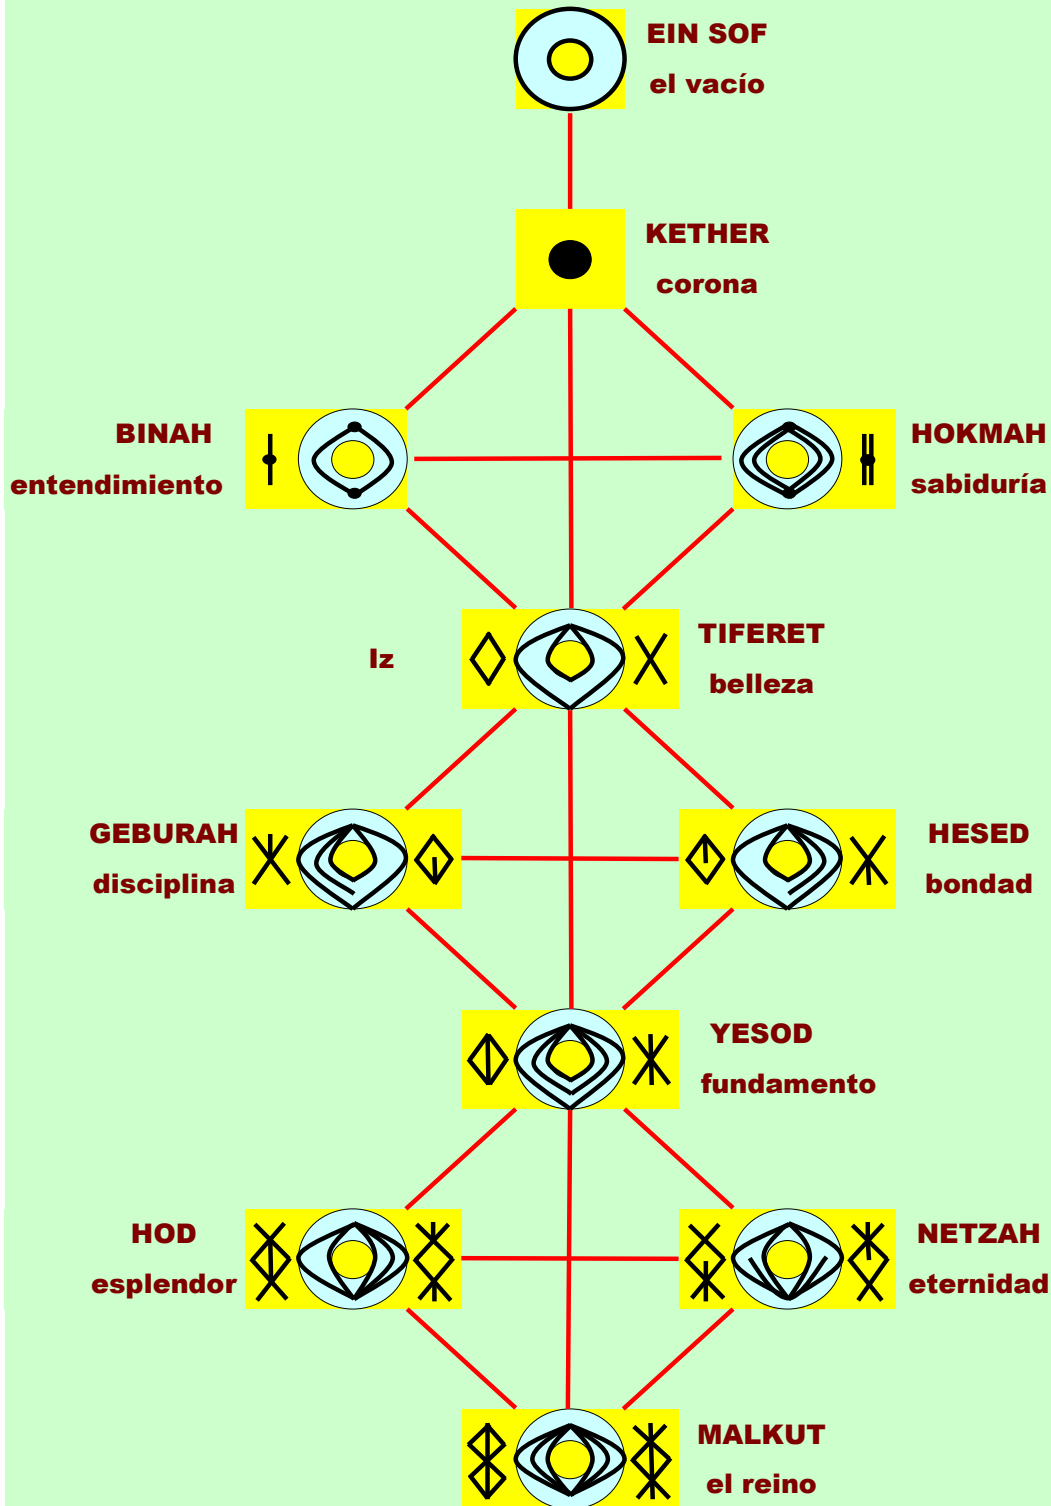 EIN SOF
el vacío
KETHER
corona
BINAH
entendimiento
HOKMAH
sabiduría
Iz
TIFERET
belleza
GEBURAH
disciplina
HESED
bondad
YESOD
fundamento
HOD
esplendor
NETZAH
eternidad
MALKUT
el reino